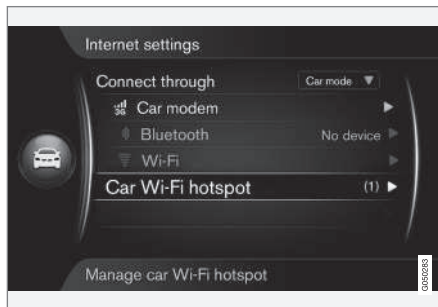 Internet settings
Connect through Car mode
3G Car modem
Bluetooth No device
Wi-Fi
Car Wi-Fi hotspot (1)
Manage car Wi-Fi hotspot
G050283